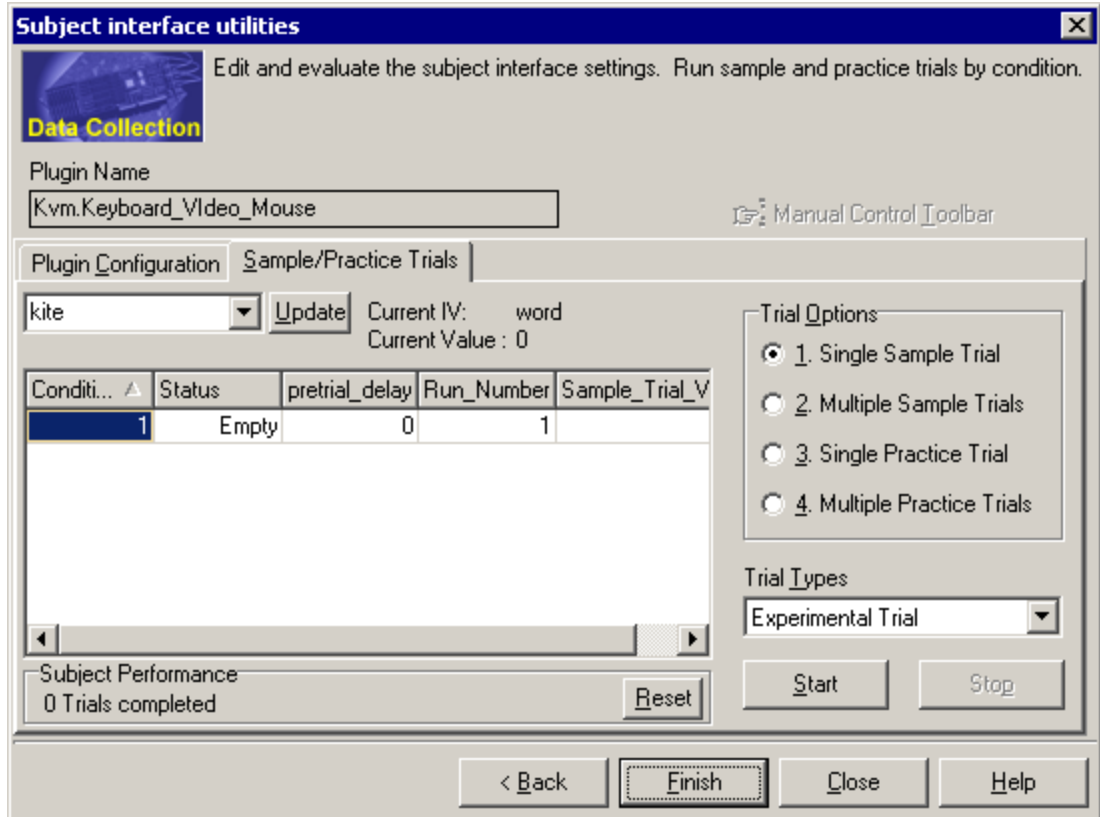 Subject interface utilities
Edit and evaluate the subject interface settings. Run sample and practice trials by condition.
Data Collection
Plugin Name
Kvm.Keyboard_VIdeo_Mouse
Manual Control Toolbar
Plugin Configuration
Sample/Practice Trials
kite
Update
Current IV: word
Current Value : 0
Conditi... Status pretrial_delay Run_Number Sample_Trial_V
1 Empty 0 1
Subject Performance
0 Trials completed
Reset
Trial Options
1. Single Sample Trial
2. Multiple Sample Trials
3. Single Practice Trial
4. Multiple Practice Trials
Trial Types
Experimental Trial
Start
Stop
< Back
Finish
Close
Help